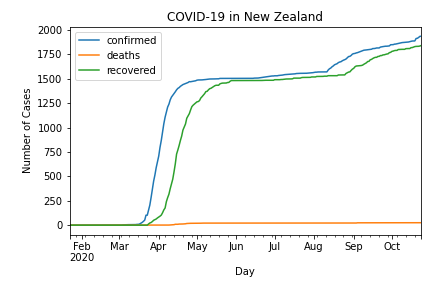 COVID-19 in New Zealand
confirmed
deaths
recovered
Number of Cases
2000
1750
1500
1250
1000
750
500
250
0
Feb Mar Apr May Jun Jul Aug Sep Oct
2020
Day